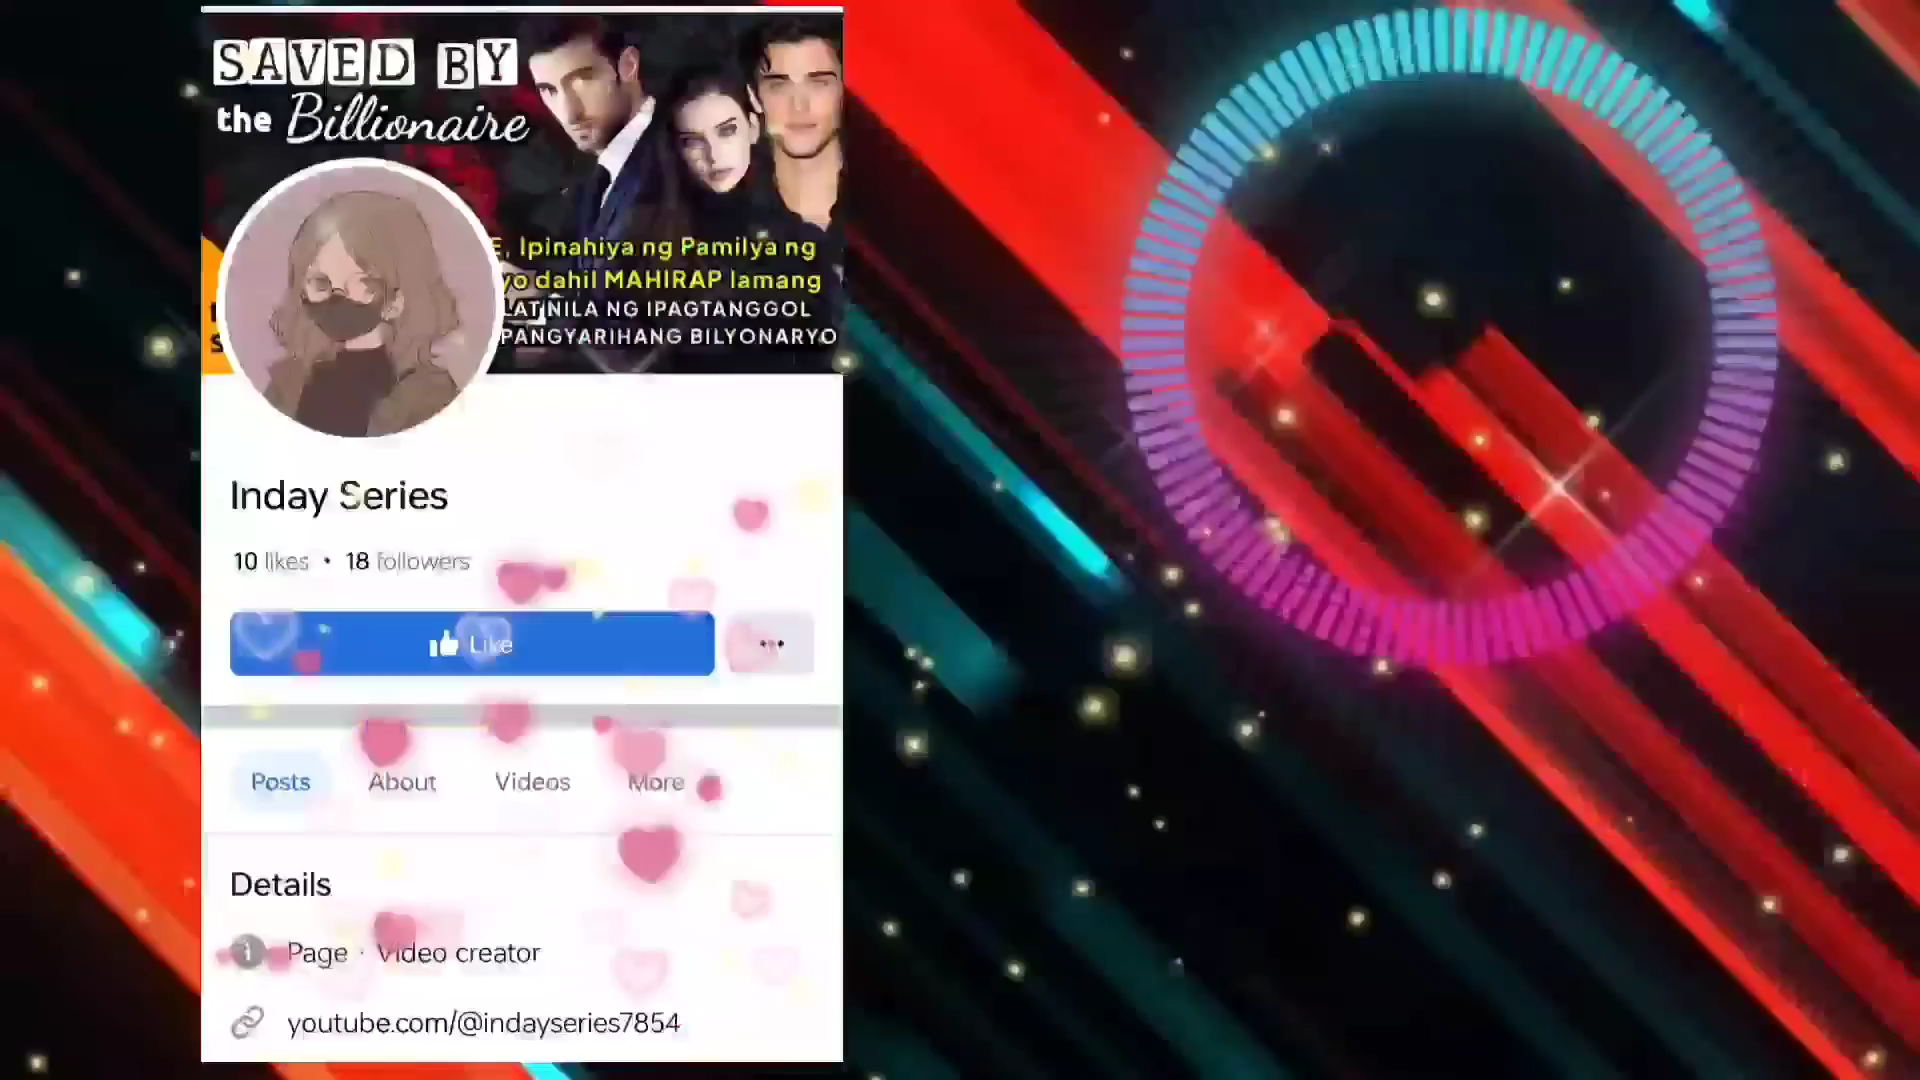 SAVED BY
the Billionaire
, Ipinahiya ng Pamilya ng
dahil MAHIRAP lamang
NILA NG IPAGTANGGOL
BILYONARYO
Inday Series
10 likes • 18 followers
Like
Posts About Videos More
Details
Page · Video creator
youtube.com/@indayseries7854